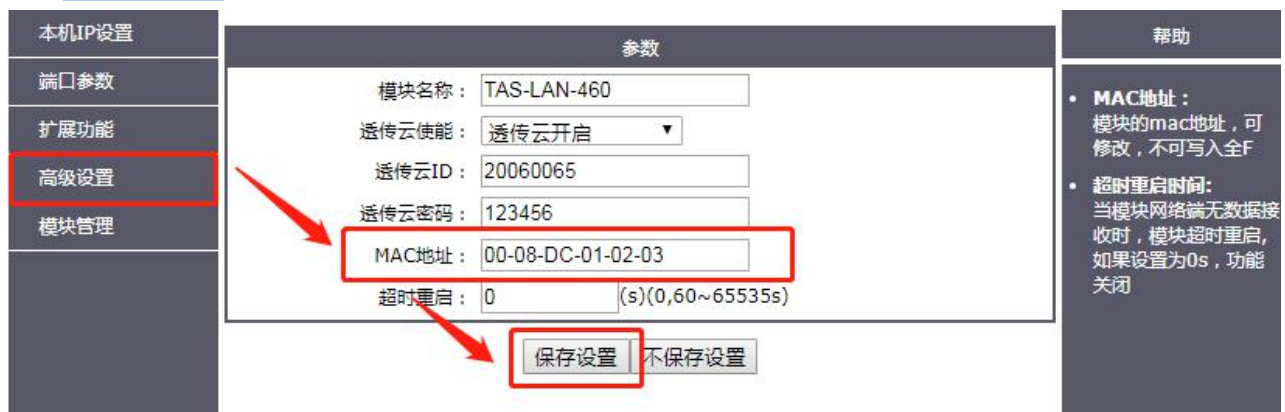 本机IP设置
端口参数
扩展功能
高级设置
模块管理
参数
模块名称： TAS-LAN-460
透传云使能： 透传云开启 ▼
透传云ID： 20060065
透传云密码： 123456
MAC地址： 00-08-DC-01-02-03
超时重启： 0 (s)(0,60~65535s)
保存设置 不保存设置
帮助
• MAC地址：
模块的mac地址，可
修改，不可写入全F
• 超时重启时间:
当模块网络端无数据接
收时，模块超时重启,
如果设置为0s，功能
关闭